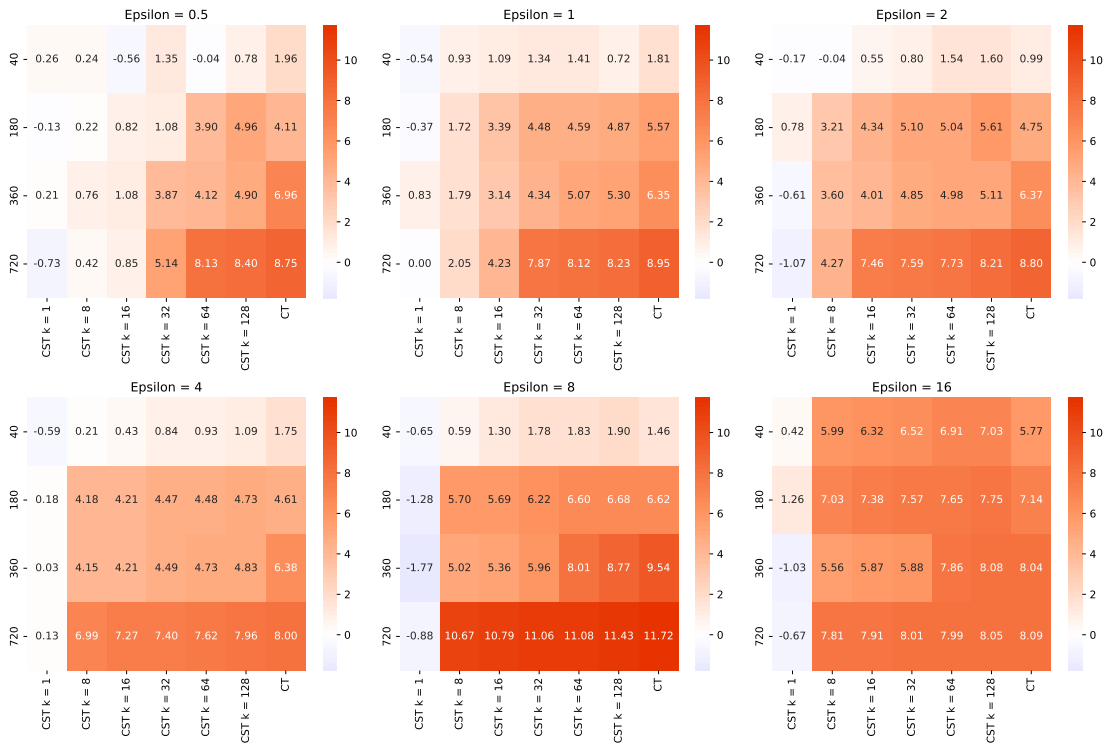 Epsilon = 0.5
40 0.26 0.24 -0.56 1.35 -0.04 0.78 1.96
180 -0.13 0.22 0.82 1.08 3.90 4.96 4.11
360 0.21 0.76 1.08 3.87 4.12 4.90 6.96
720 -0.73 0.42 0.85 5.14 8.13 8.40 8.75
CST k = 1 CST k = 8 CST k = 16 CST k = 32 CST k = 64 CST k = 128 CT
10
8
6
4
2
0
Epsilon = 1
40 -0.54 0.93 1.09 1.34 1.41 0.72 1.81
180 -0.37 1.72 3.39 4.48 4.59 4.87 5.57
360 0.83 1.79 3.14 4.34 5.07 5.30 6.35
720 0.00 2.05 4.23 7.87 8.12 8.23 8.95
CST k = 1 CST k = 8 CST k = 16 CST k = 32 CST k = 64 CST k = 128 CT
10
8
6
4
2
0
Epsilon = 2
40 -0.17 -0.04 0.55 0.80 1.54 1.60 0.99
180 0.78 3.21 4.34 5.10 5.04 5.61 4.75
360 -0.61 3.60 4.01 4.85 4.98 5.11 6.37
720 -1.07 4.27 7.46 7.59 7.73 8.21 8.80
CST k = 1 CST k = 8 CST k = 16 CST k = 32 CST k = 64 CST k = 128 CT
10
8
6
4
2
0
Epsilon = 4
40 -0.59 0.21 0.43 0.84 0.93 1.09 1.75
180 0.18 4.18 4.21 4.47 4.48 4.73 4.61
360 0.03 4.15 4.21 4.49 4.73 4.83 6.38
720 0.13 6.99 7.27 7.40 7.62 7.96 8.00
CST k = 1 CST k = 8 CST k = 16 CST k = 32 CST k = 64 CST k = 128 CT
10
8
6
4
2
0
Epsilon = 8
40 -0.65 0.59 1.30 1.78 1.83 1.90 1.46
180 -1.28 5.70 5.69 6.22 6.60 6.68 6.62
360 -1.77 5.02 5.36 5.96 8.01 8.77 9.54
720 -0.88 10.67 10.79 11.06 11.08 11.43 11.72
CST k = 1 CST k = 8 CST k = 16 CST k = 32 CST k = 64 CST k = 128 CT
10
8
6
4
2
0
Epsilon = 16
40 0.42 5.99 6.32 6.52 6.91 7.03 5.77
180 1.26 7.03 7.38 7.57 7.65 7.75 7.14
360 -1.03 5.56 5.87 5.88 7.86 8.08 8.04
720 -0.67 7.81 7.91 8.01 7.99 8.05 8.09
CST k = 1 CST k = 8 CST k = 16 CST k = 32 CST k = 64 CST k = 128 CT
10
8
6
4
2
0